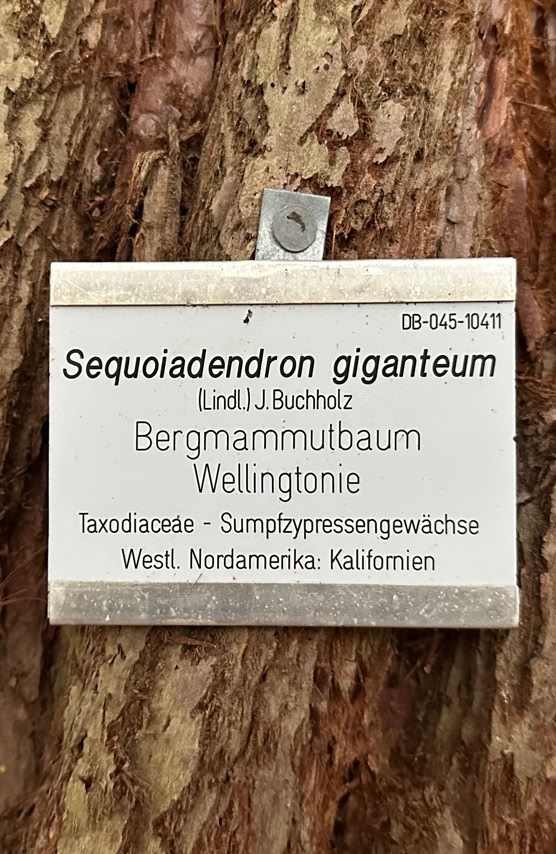 DB-045-10411
Sequoiadendron giganteum
(Lindl.) J.Buchholz
Bergmammutbaum
Wellingtonie
Taxodiaceae - Sumpfzypressengewächse
Westl. Nordamerika: Kalifornien